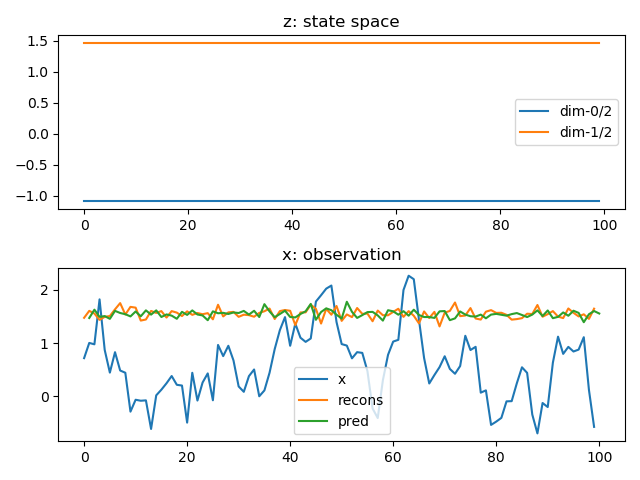 z: state space
1.5
1.0
0.5
0.0
−0.5
−1.0
dim-0/2
dim-1/2
0 20 40 60 80 100
x: observation
2
1
0
x
recons
pred
0 20 40 60 80 100